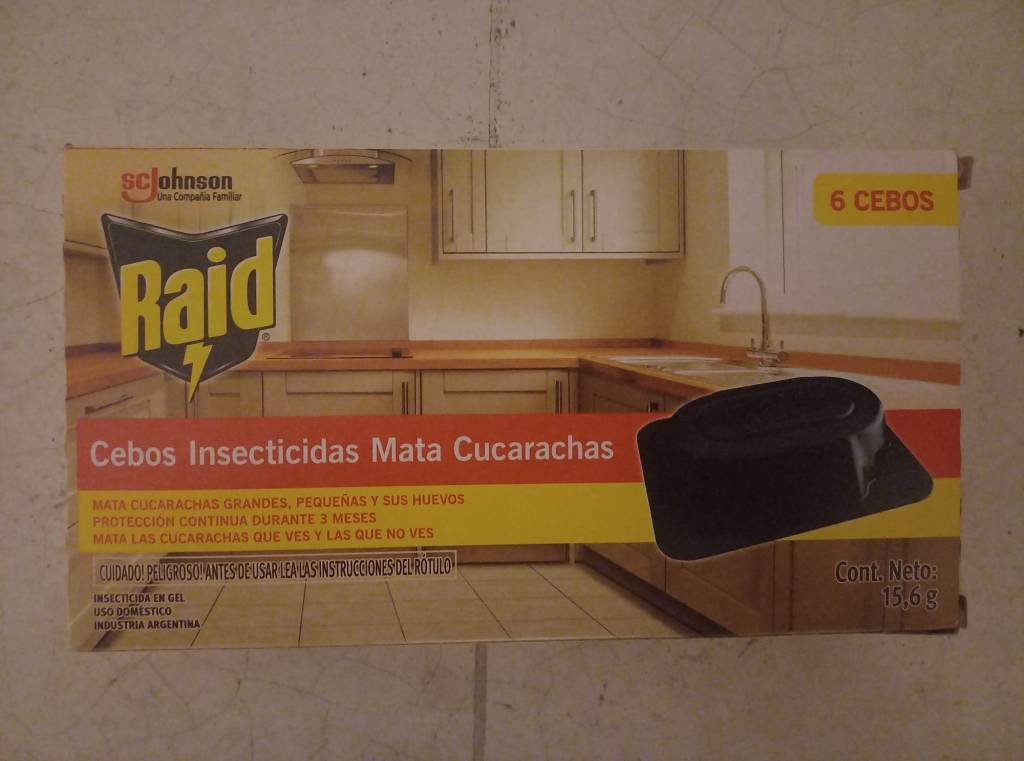 scJohnson
Una Compañia Familiar
6 CEBOS
Raid
®
Cebos Insecticidas Mata Cucarachas
MATA CUCARACHAS GRANDES, PEQUEÑAS Y SUS HUEVOS
PROTECCIÓN CONTINUA DURANTE 3 MESES
MATA LAS CUCARACHAS QUE VES Y LAS QUE NO VES
CUIDADO! PELIGROSO! ANTES DE USAR LEA LAS INSTRUCCIONES DEL RÓTULO
INSECTICIDA EN GEL
USO DOMÉSTICO
INDUSTRIA ARGENTINA
Cont. Neto:
15,6 g